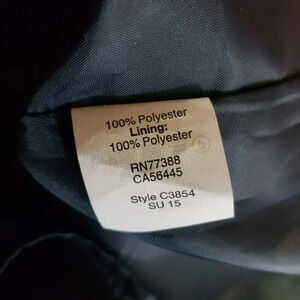 100% Polyester
Lining:
100% Polyester
RN77388
CA56445
Style C3854
SU 15